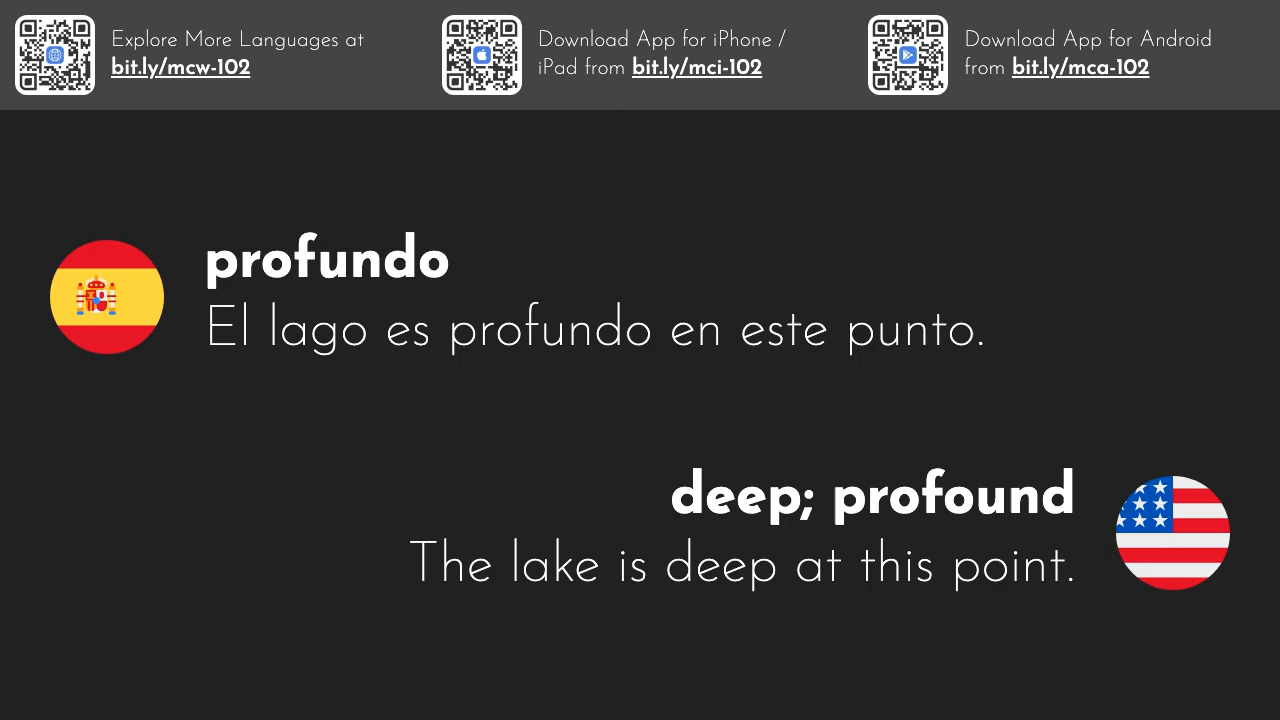 Explore More Languages at
bit.ly/mcw-102
Download App for iPhone /
iPad from bit.ly/mci-102
Download App for Android
from bit.ly/mca-102
profundo
El lago es profundo en este punto.
deep; profound
The lake is deep at this point.